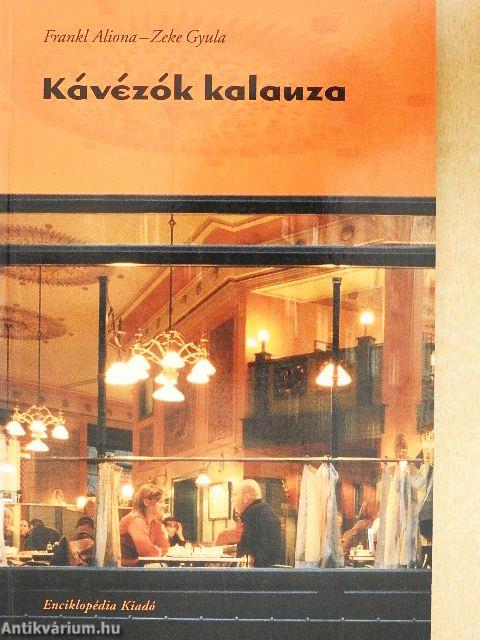 Frankl Aliona–Zeke Gyula
Kávézók kalauza
Enciklopédia Kiadó
Antikvárium.hu